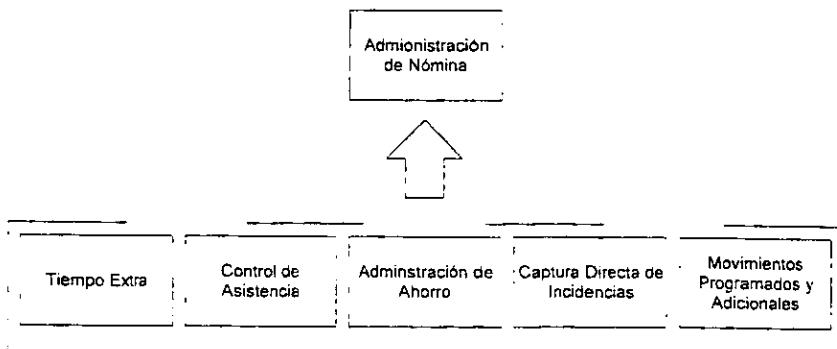 Admionistración
de Nómina
Tiempo Extra
Control de
Asistencia
Adminstración de
Ahorro
Captura Directa de
Incidencias
Movimientos
Programados y
Adicionales